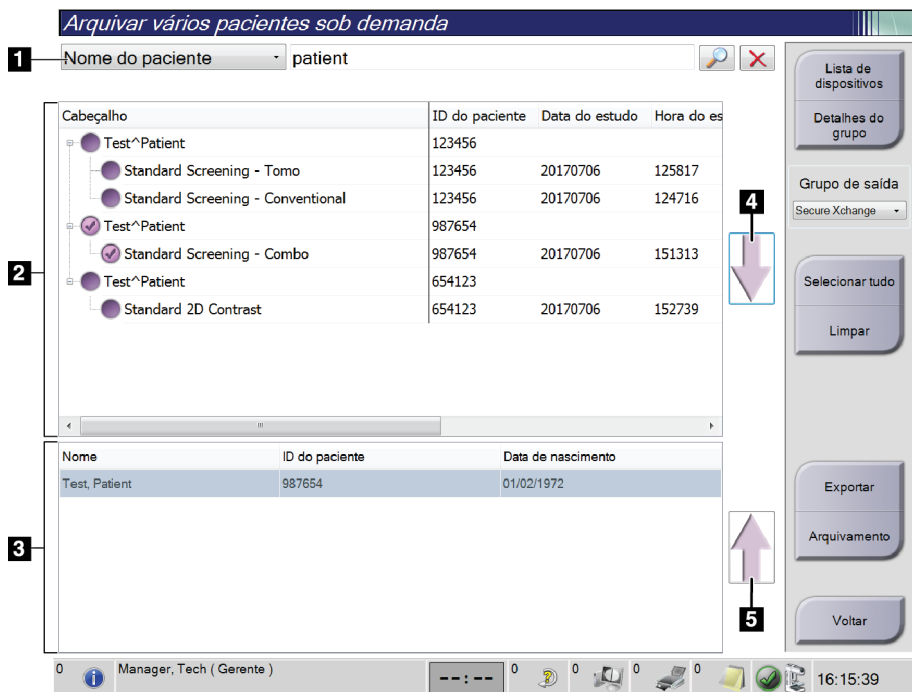 Arquivar vários pacientes sob demanda
1 Nome do paciente patient
Lista de dispositivos
Detalhes do grupo
Grupo de saída
Secure Xchange
Selecionar tudo
Limpar
Exportar
Arquivamento
Voltar
2
Cabeçalho ID do paciente Data do estudo Hora do es
Test^Patient 123456
Standard Screening - Tomo 123456 20170706 125817
Standard Screening - Conventional 123456 20170706 124716
Test^Patient 987654
Standard Screening - Combo 987654 20170706 151313
Test^Patient 654123
Standard 2D Contrast 654123 20170706 152739
4
3
Nome ID do paciente Data de nascimento
Test, Patient 987654 01/02/1972
5
0 Manager, Tech ( Gerente ) --:-- 0 0 0 0 16:15:39